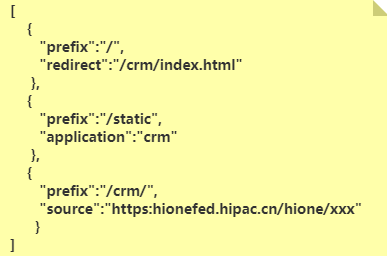 [
{
"prefix":"/",
"redirect":"/crm/index.html"
},
{
"prefix":"/static",
"application":"crm"
},
{
"prefix":"/crm/",
"source":"https:hionefed.hipac.cn/hione/xxx"
}
]